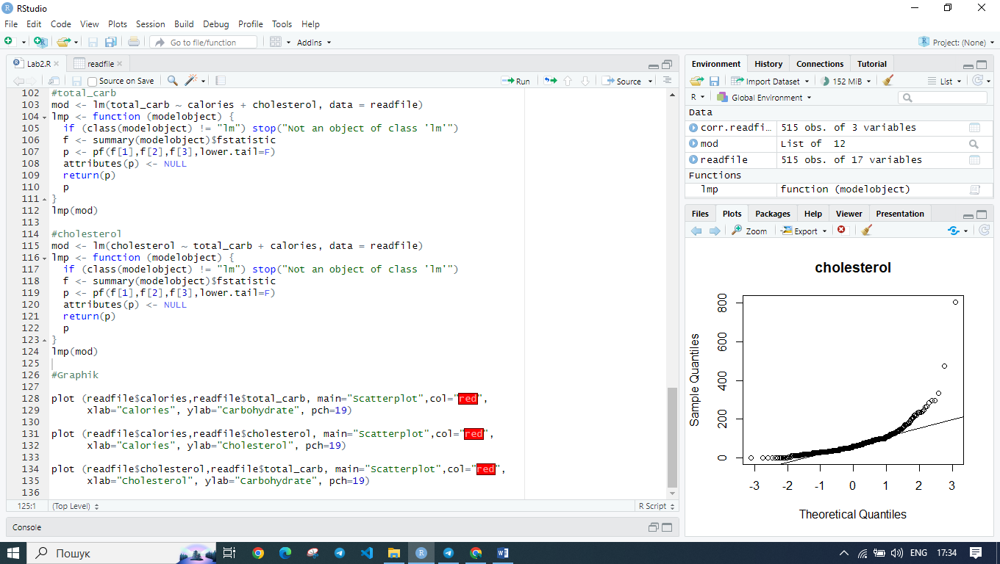 RStudio
File Edit Code View Plots Session Build Debug Profile Tools Help
Go to file/function Addins Project: (None)
Lab2.R readfile
Source on Save Run Source
102 #total_carb
103 mod <- lm(total_carb ~ calories + cholesterol, data = readfile)
104 lmp <- function (modelobject) {
105 if (class(modelobject) != "lm") stop("Not an object of class 'lm'")
106 f <- summary(modelobject)$fstatistic
107 p <- pf(f[1],f[2],f[3],lower.tail=F)
108 attributes(p) <- NULL
109 return(p)
110 p
111 }
112 lmp(mod)
113
114 #cholesterol
115 mod <- lm(cholesterol ~ total_carb + calories, data = readfile)
116 lmp <- function (modelobject) {
117 if (class(modelobject) != "lm") stop("Not an object of class 'lm'")
118 f <- summary(modelobject)$fstatistic
119 p <- pf(f[1],f[2],f[3],lower.tail=F)
120 attributes(p) <- NULL
121 return(p)
122 p
123 }
124 lmp(mod)
125
126 #Graphik
127
128 plot (readfile$calories,readfile$total_carb, main="Scatterplot",col="red",
129 xlab="Calories", ylab="Carbohydrate", pch=19)
130
131 plot (readfile$calories,readfile$cholesterol, main="Scatterplot",col="red",
132 xlab="Calories", ylab="Cholesterol", pch=19)
133
134 plot (readfile$cholesterol,readfile$total_carb, main="Scatterplot",col="red",
135 xlab="Cholesterol", ylab="Carbohydrate", pch=19)
136
125:1 (Top Level) R Script
Console
Environment History Connections Tutorial
Import Dataset 152 MiB List
R Global Environment
Data
corr.readfi… 515 obs. of 3 variables
mod List of 12
readfile 515 obs. of 17 variables
Functions
lmp function (modelobject)
Files Plots Packages Help Viewer Presentation
Zoom Export
cholesterol
Sample Quantiles
800
600
400
200
0
-3 -2 -1 0 1 2 3
Theoretical Quantiles
Пошук ENG 17:34